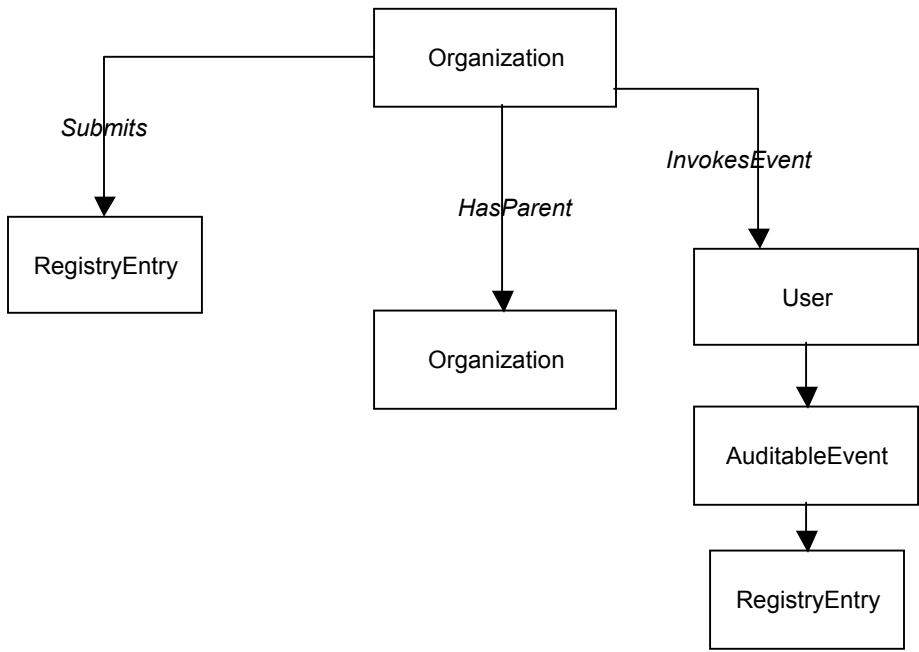 Organization
Submits
InvokesEvent
HasParent
RegistryEntry
User
Organization
AuditableEvent
RegistryEntry